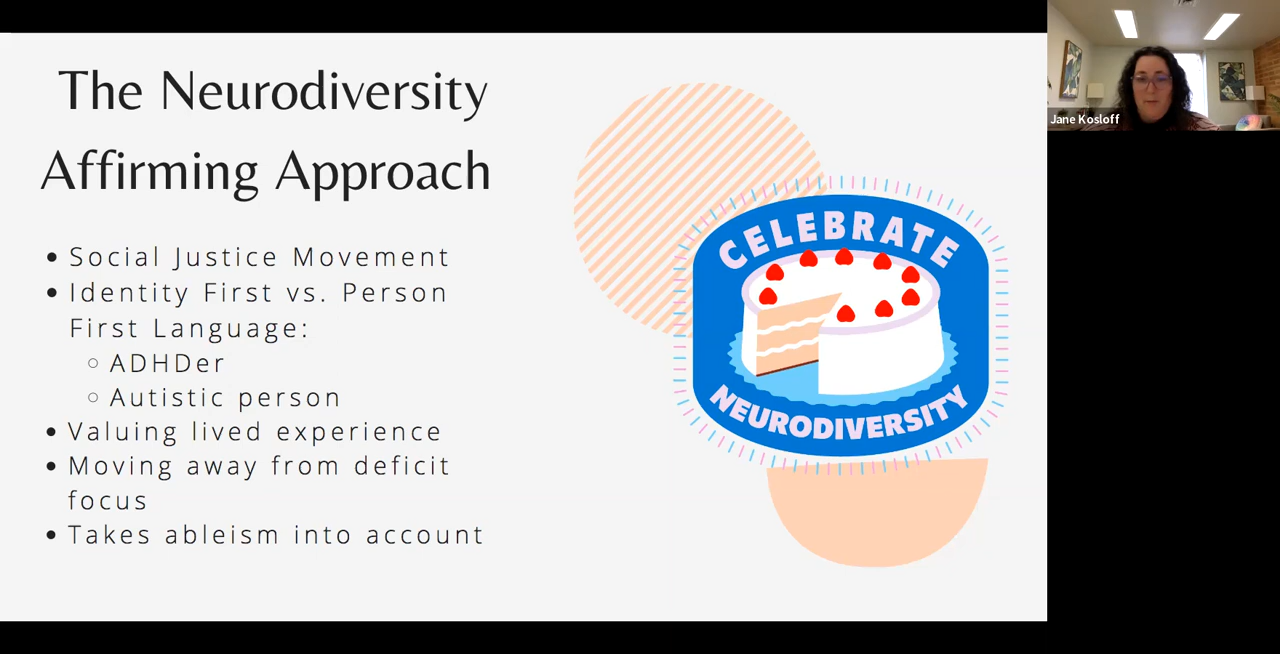 The Neurodiversity
Affirming Approach
• Social Justice Movement
• Identity First vs. Person
First Language:
○ ADHDer
○ Autistic person
• Valuing lived experience
• Moving away from deficit
focus
• Takes ableism into account
CELEBRATE
NEURODIVERSITY
Jane Kosloff